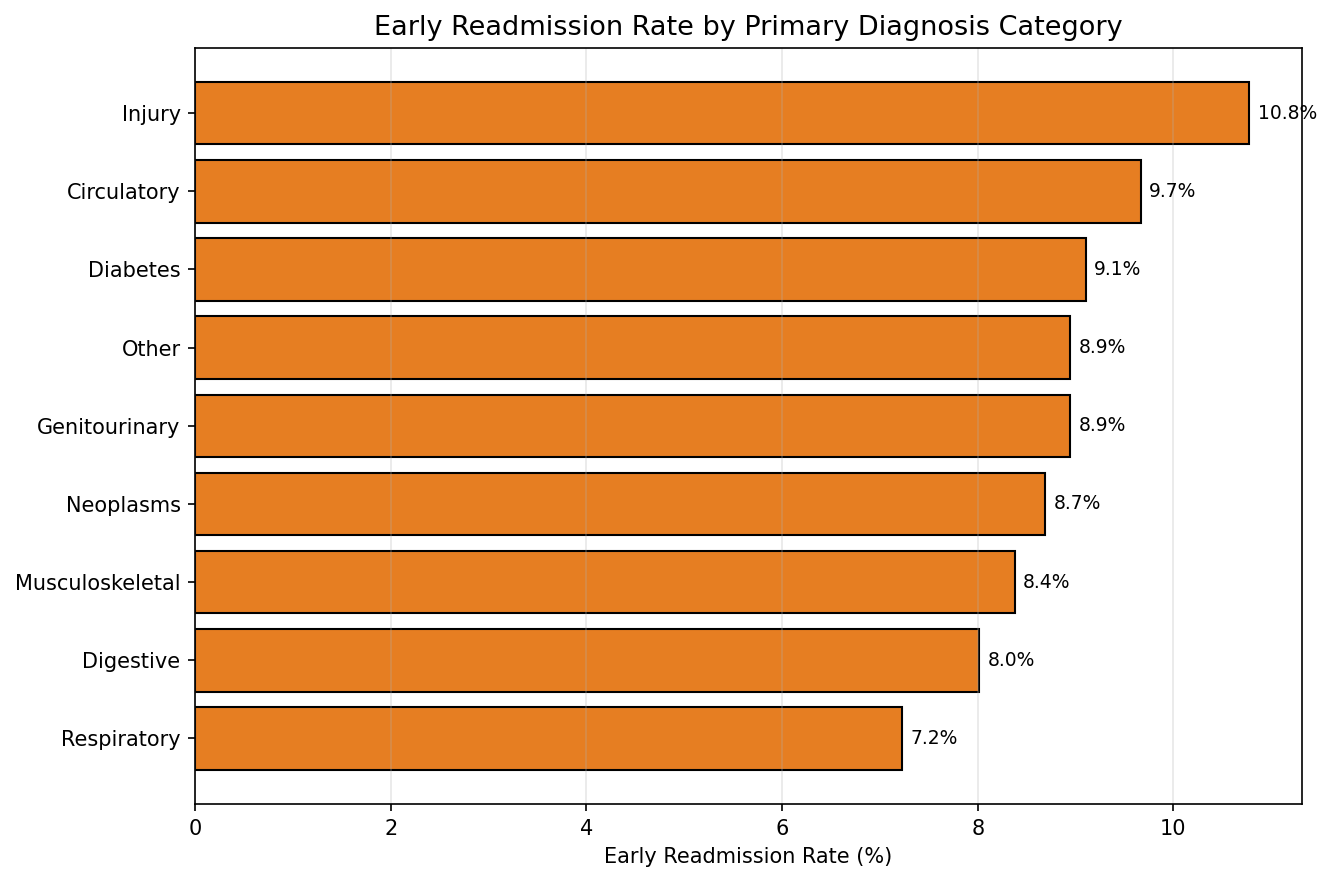 Early Readmission Rate by Primary Diagnosis Category
Injury 10.8%
Circulatory 9.7%
Diabetes 9.1%
Other 8.9%
Genitourinary 8.9%
Neoplasms 8.7%
Musculoskeletal 8.4%
Digestive 8.0%
Respiratory 7.2%
0 2 4 6 8 10
Early Readmission Rate (%)